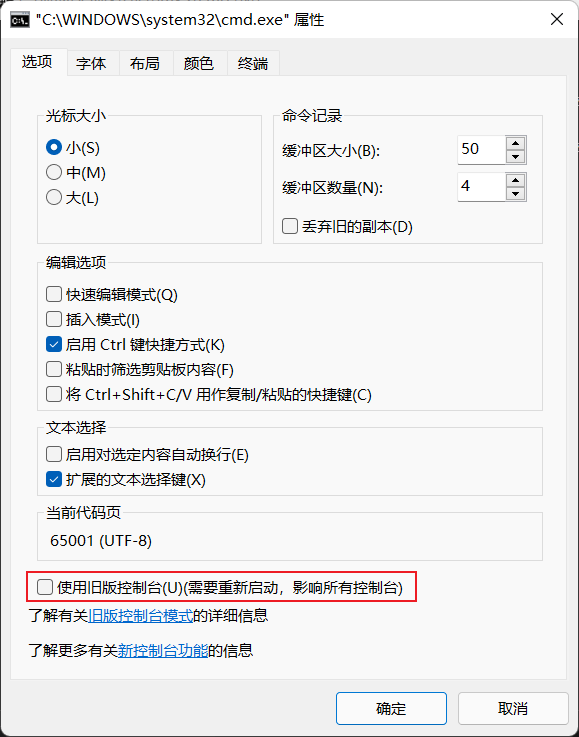 "C:\WINDOWS\system32\cmd.exe" 属性
选项 字体 布局 颜色 终端
光标大小
小(S)
中(M)
大(L)
命令记录
缓冲区大小(B): 50
缓冲区数量(N): 4
丢弃旧的副本(D)
编辑选项
快速编辑模式(Q)
插入模式(I)
启用 Ctrl 键快捷方式(K)
粘贴时筛选剪贴板内容(F)
将 Ctrl+Shift+C/V 用作复制/粘贴的快捷键(C)
文本选择
启用对选定内容自动换行(E)
扩展的文本选择键(X)
当前代码页
65001 (UTF-8)
使用旧版控制台(U)(需要重新启动，影响所有控制台)
了解有关旧版控制台模式的详细信息
了解更多有关新控制台功能的信息
确定 取消